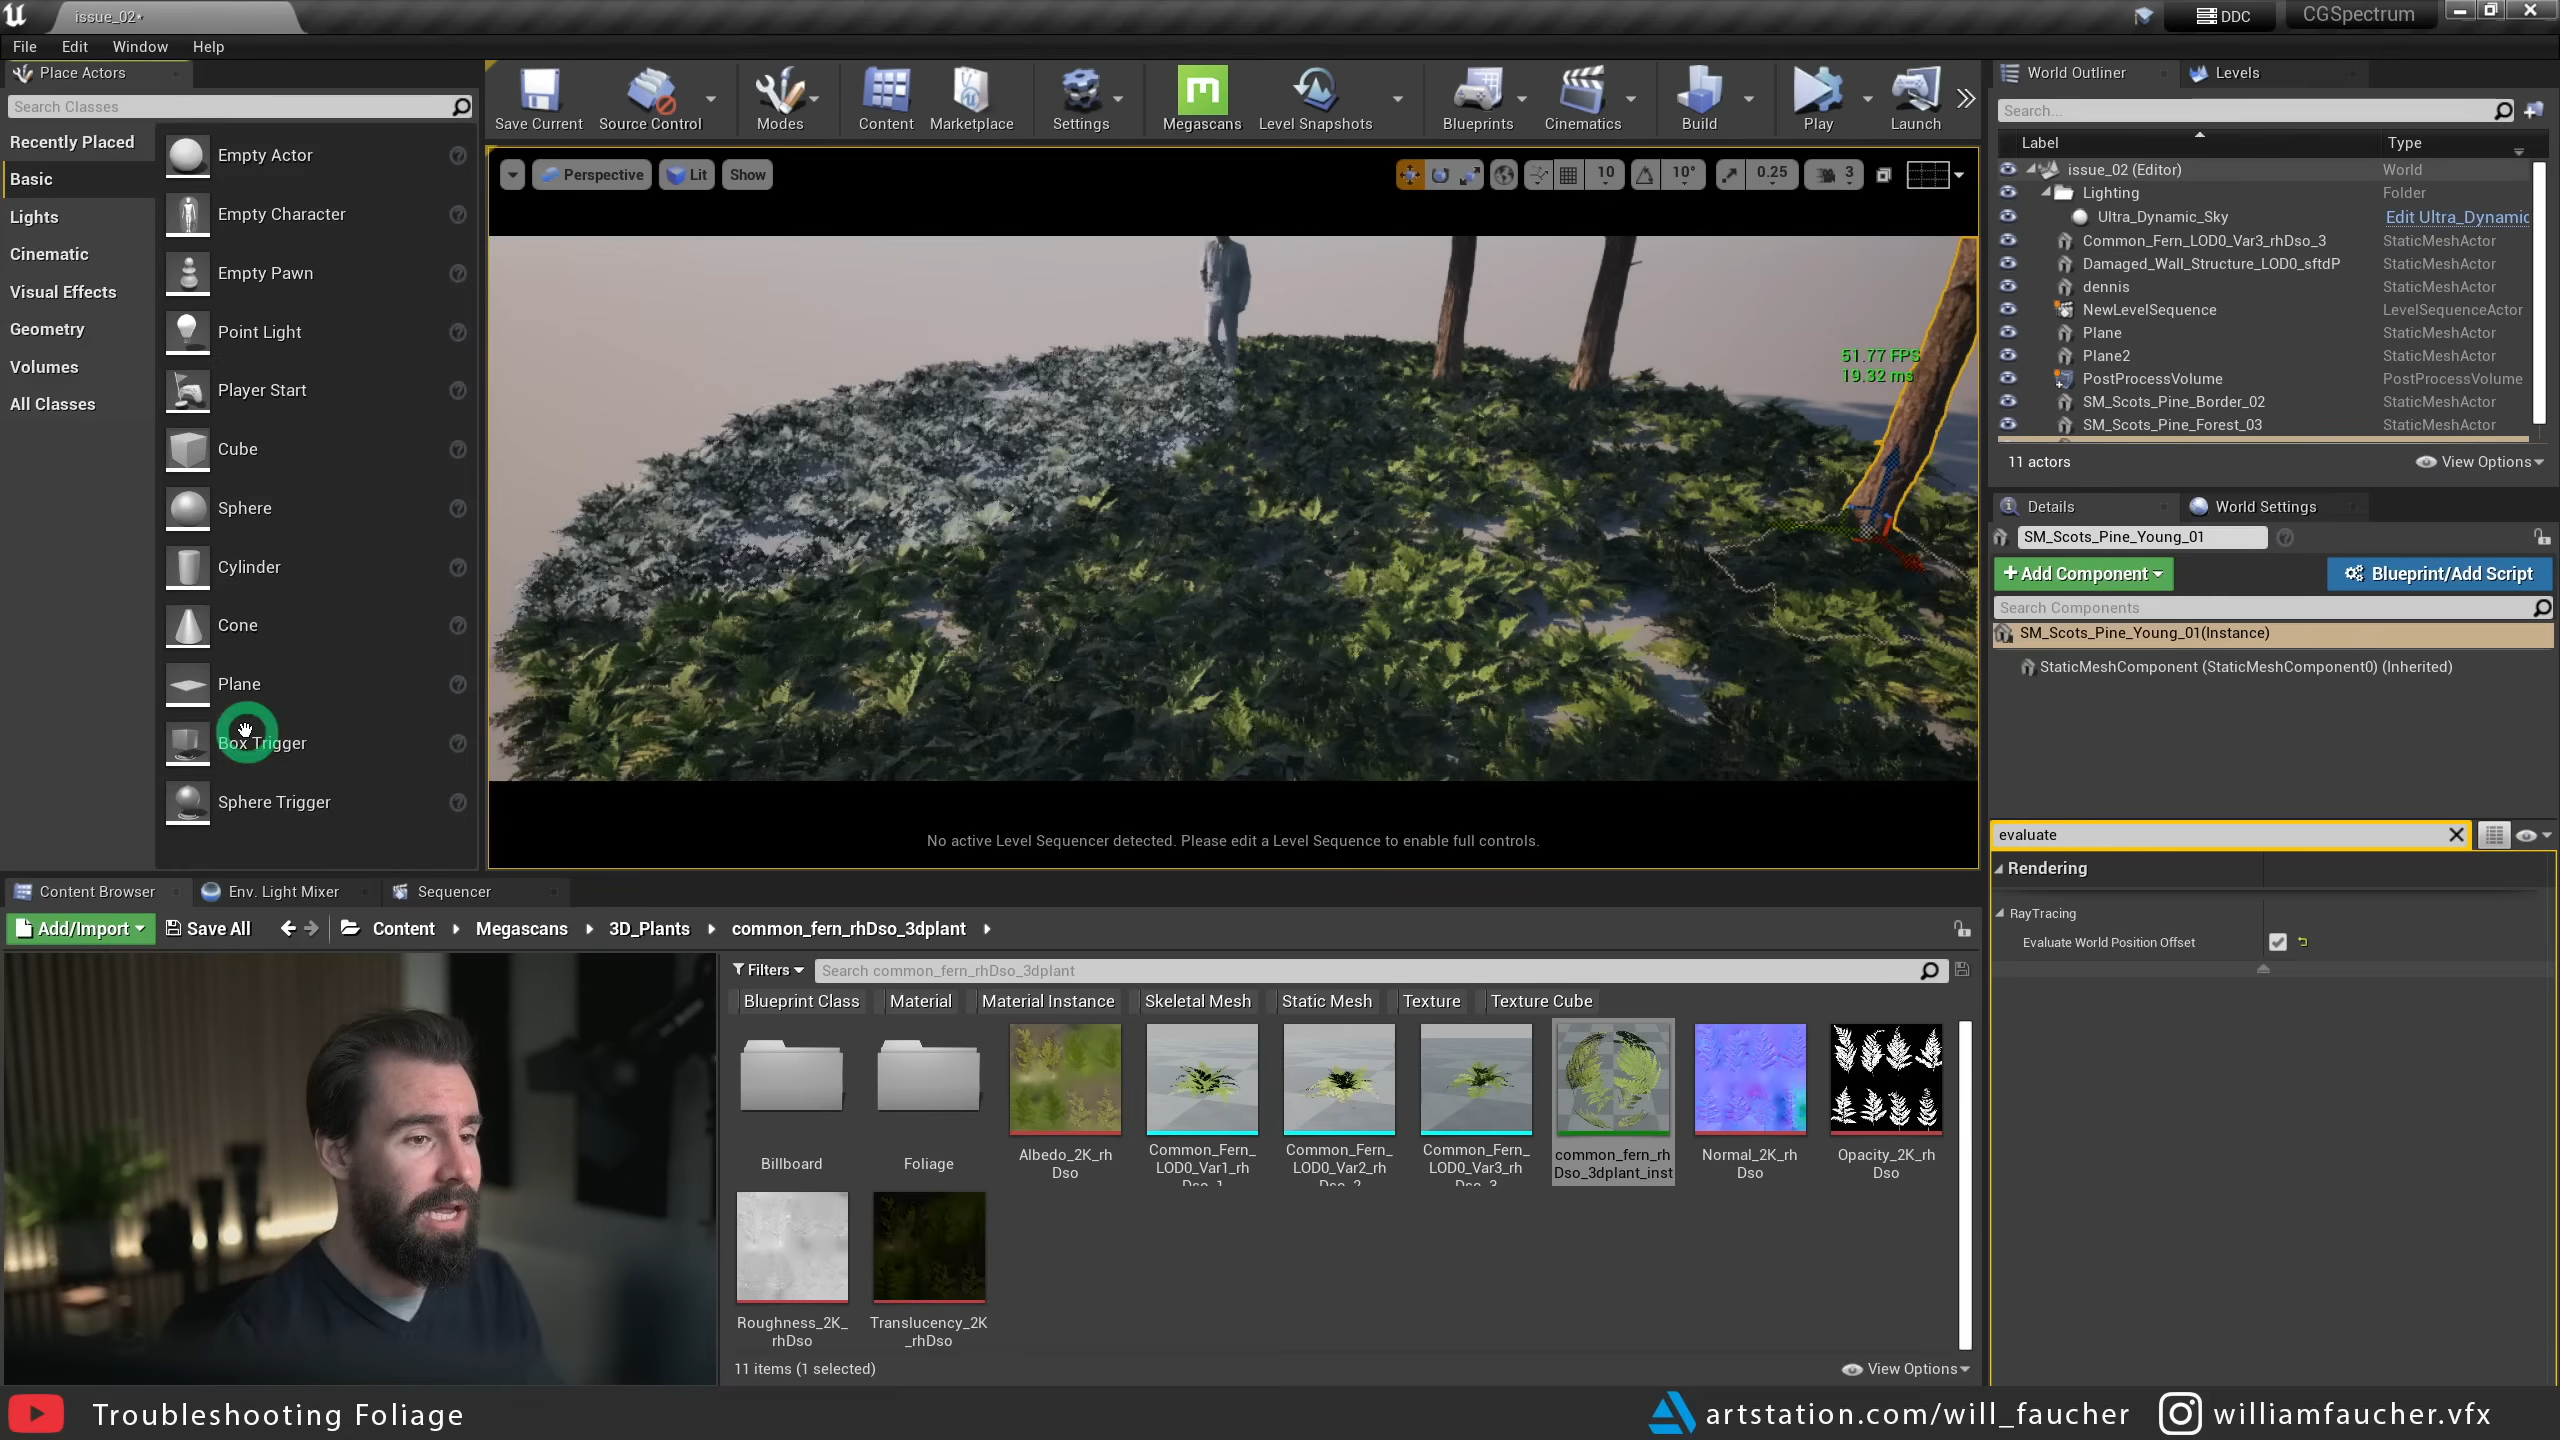 issue_02*
DDC
CGSpectrum
File
Edit
Window
Help
Place Actors
Search Classes
Recently Placed
Basic
Lights
Cinematic
Visual Effects
Geometry
Volumes
All Classes
Empty Actor
Empty Character
Empty Pawn
Point Light
Player Start
Cube
Sphere
Cylinder
Cone
Plane
Box Trigger
Sphere Trigger
Save Current
Source Control
Modes
Content
Marketplace
Settings
Megascans
Level Snapshots
Blueprints
Cinematics
Build
Play
Launch
Perspective
Lit
Show
10
10°
0.25
3
51.77 FPS
19.32 ms
No active Level Sequencer detected. Please edit a Level Sequence to enable full controls.
World Outliner
Levels
Search...
Label
Type
issue_02 (Editor)
World
Lighting
Folder
Ultra_Dynamic_Sky
Edit Ultra_Dynamic
Common_Fern_LOD0_Var3_rhDso_3
StaticMeshActor
Damaged_Wall_Structure_LOD0_sftdP
StaticMeshActor
dennis
StaticMeshActor
NewLevelSequence
LevelSequenceActor
Plane
StaticMeshActor
Plane2
StaticMeshActor
PostProcessVolume
PostProcessVolume
SM_Scots_Pine_Border_02
StaticMeshActor
SM_Scots_Pine_Forest_03
StaticMeshActor
11 actors
View Options
Details
World Settings
SM_Scots_Pine_Young_01
+Add Component
Blueprint/Add Script
Search Components
SM_Scots_Pine_Young_01(Instance)
StaticMeshComponent (StaticMeshComponent0) (Inherited)
evaluate
Rendering
RayTracing
Evaluate World Position Offset
Content Browser
Env. Light Mixer
Sequencer
Add/Import
Save All
Content
Megascans
3D_Plants
common_fern_rhDso_3dplant
Filters
Search common_fern_rhDso_3dplant
Blueprint Class
Material
Material Instance
Skeletal Mesh
Static Mesh
Texture
Texture Cube
Billboard
Foliage
Albedo_2K_rh
Dso
Common_Fern_
LOD0_Var1_rh
Dso_1
Common_Fern_
LOD0_Var2_rh
Dso_2
Common_Fern_
LOD0_Var3_rh
Dso_3
common_fern_rh
Dso_3dplant_inst
Normal_2K_rh
Dso
Opacity_2K_rh
Dso
Roughness_2K_
rhDso
Translucency_2K
_rhDso
11 items (1 selected)
View Options
Troubleshooting Foliage
artstation.com/will_faucher
williamfaucher.vfx